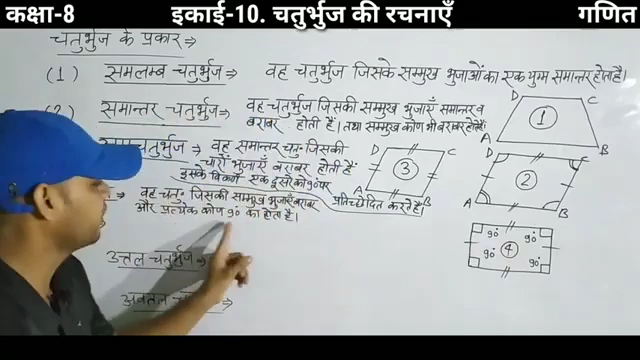 कक्षा-8 इकाई-10. चतुर्भुज की रचनाएँ गणित
चतुर्भुज के प्रकार ⇒
(1) समलम्ब चतुर्भुज ⇒ वह चतुर्भुज जिसके सम्मुख भुजाओं का एक युग्म समान्तर होता है।
(2) समान्तर चतुर्भुज ⇒ वह चतुर्भुज जिसकी सम्मुख भुजाएँ समान्तर व
बराबर होती हैं। तथा सम्मुख कोण भी बराबर होते हैं
समचतुर्भुज ⇒ वह समान्तर चतु० जिसकी
चारों भुजाएँ बराबर होती हैं
इसके विकर्ण एक दूसरे को 90° पर
प्रतिच्छेदित करते हैं।
⇒ वह चतु० जिसकी सम्मुख भुजाएँ बराबर
और प्रत्येक कोण 90° का होता है।
उत्तल चतुर्भुज ⇒
अवतल ⇒
D C
1
A B
D C
2
A B
D C
3
A B
90° 90°
4
90° 90°